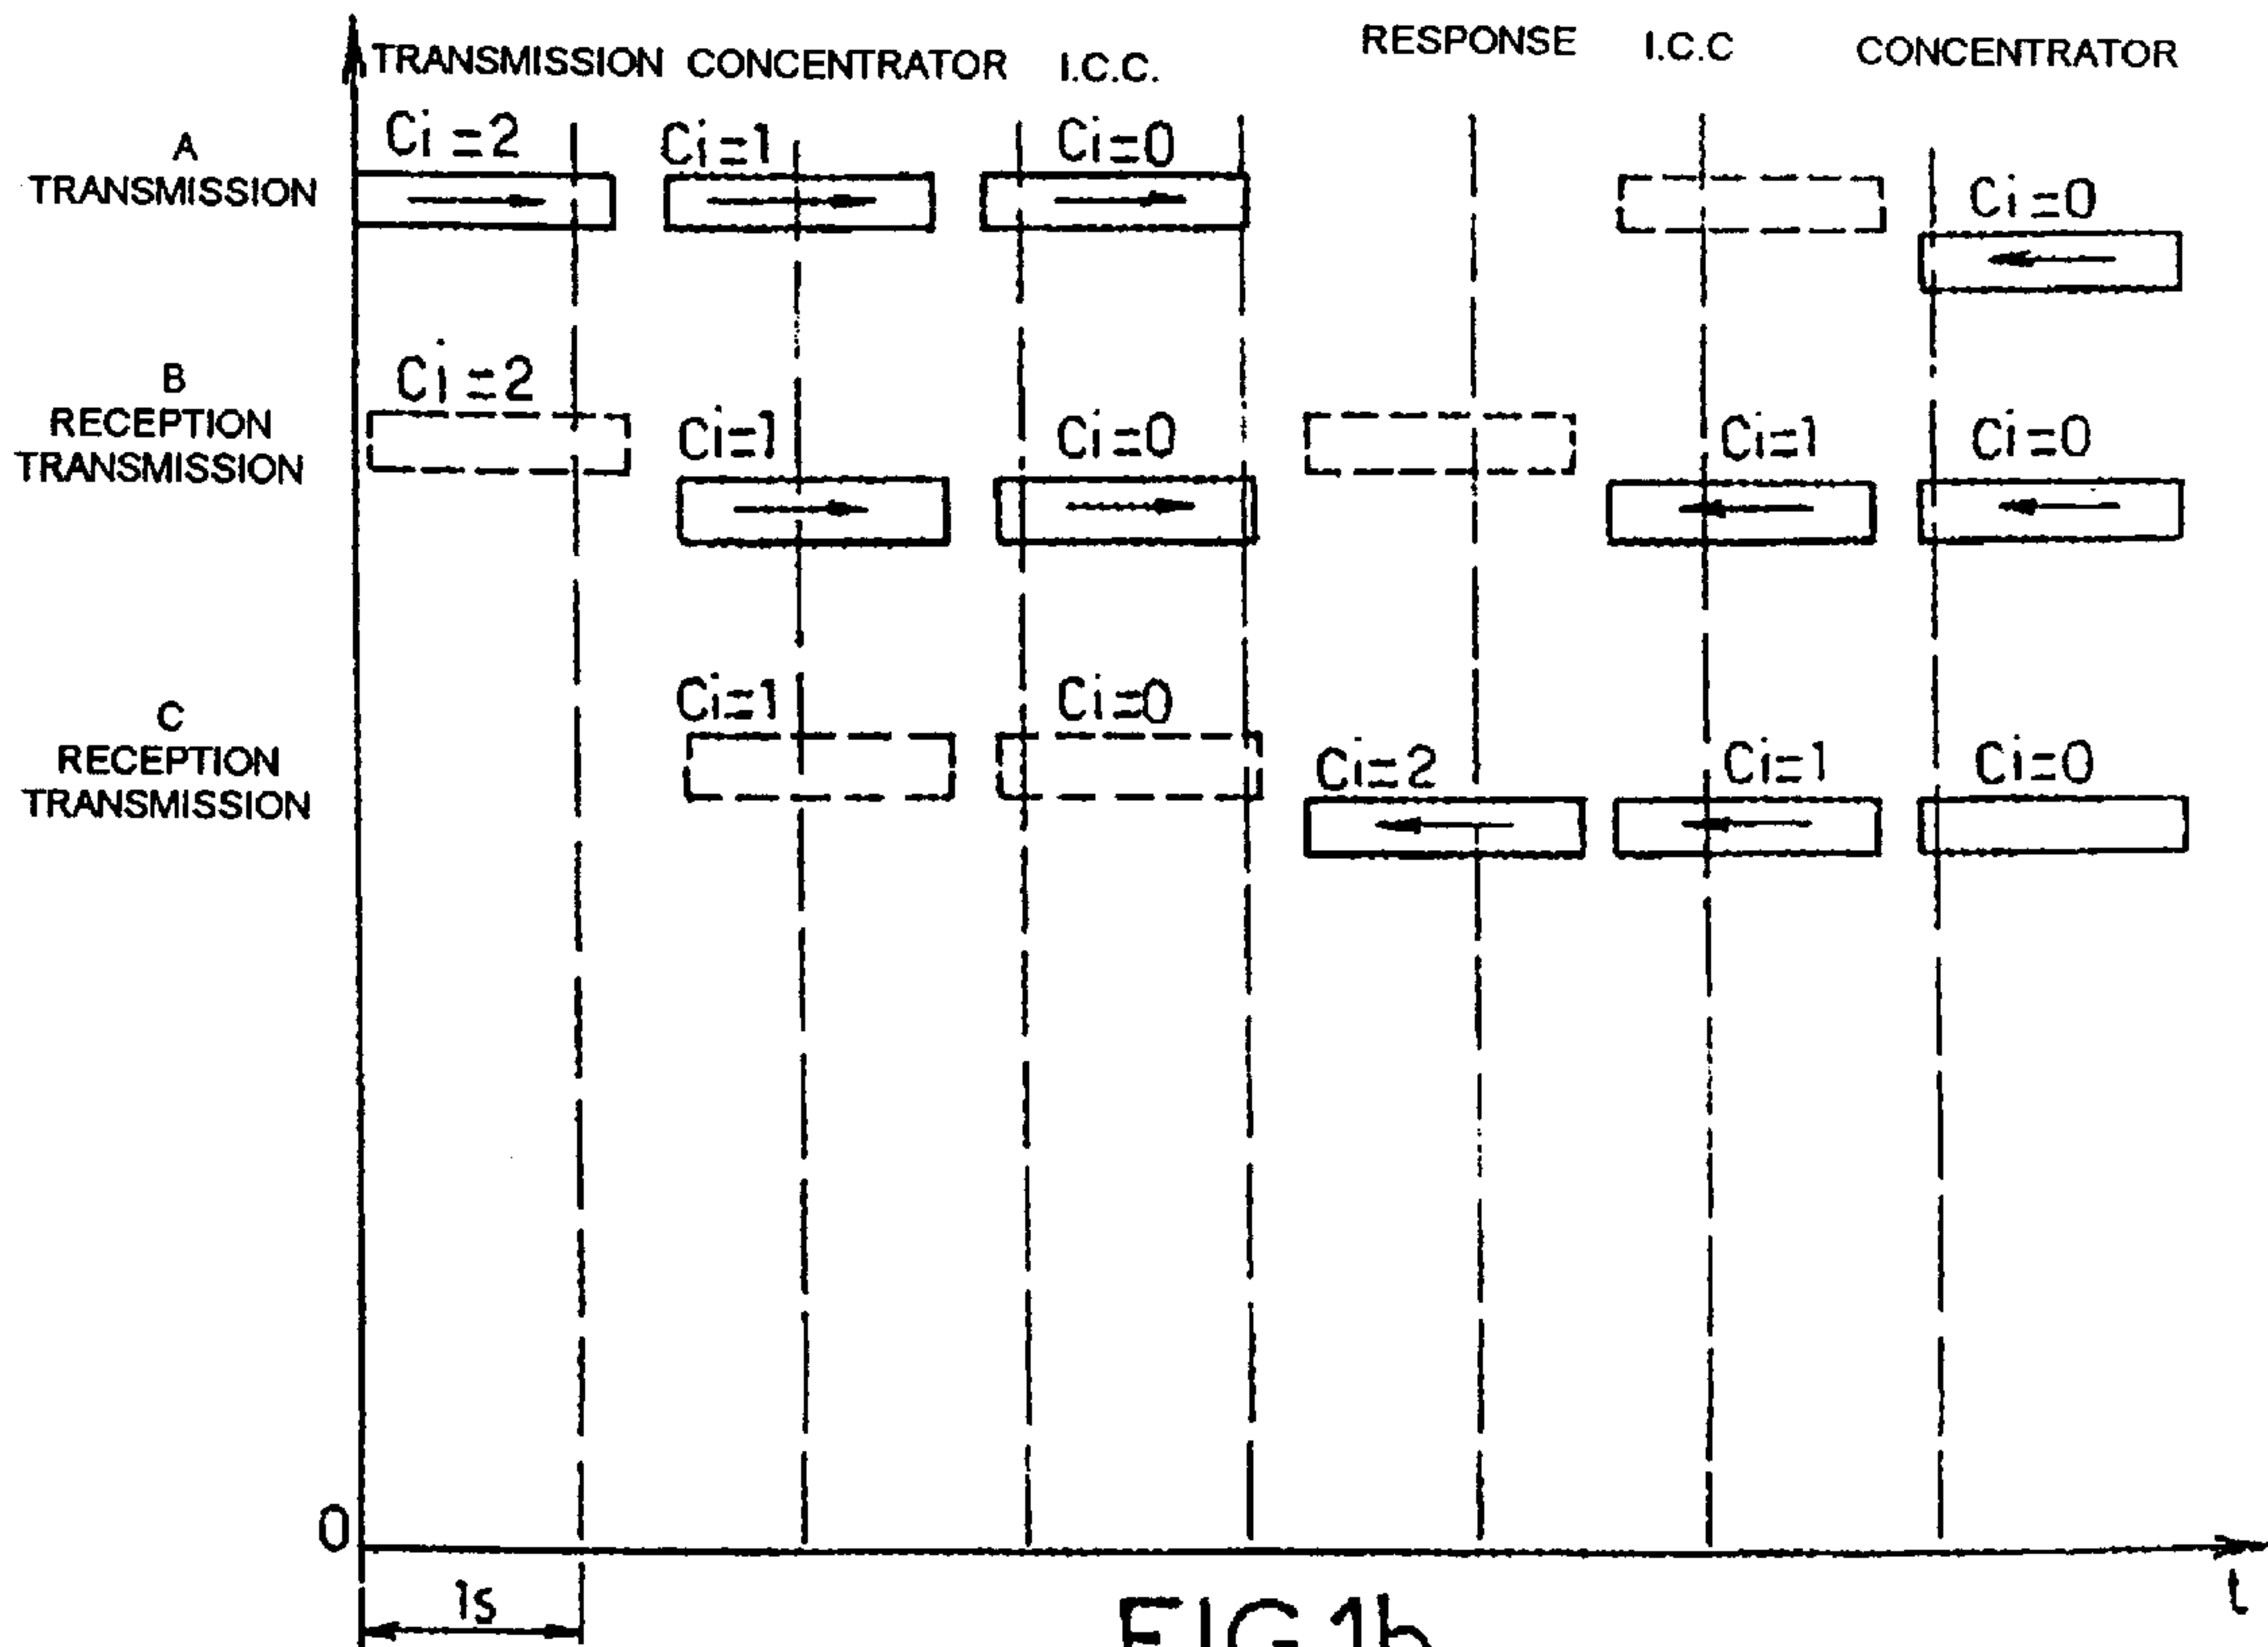 TRANSMISSION CONCENTRATOR I.C.C. RESPONSE I.C.C CONCENTRATOR
A
TRANSMISSION
Ci=2 Ci=1 Ci=0 Ci=0
B
RECEPTION
TRANSMISSION
Ci=2 Ci=1 Ci=0 Ci=1 Ci=0
C
RECEPTION
TRANSMISSION
Ci=1 Ci=0 Ci=2 Ci=1 Ci=0
0
1s
t
FIG.1b